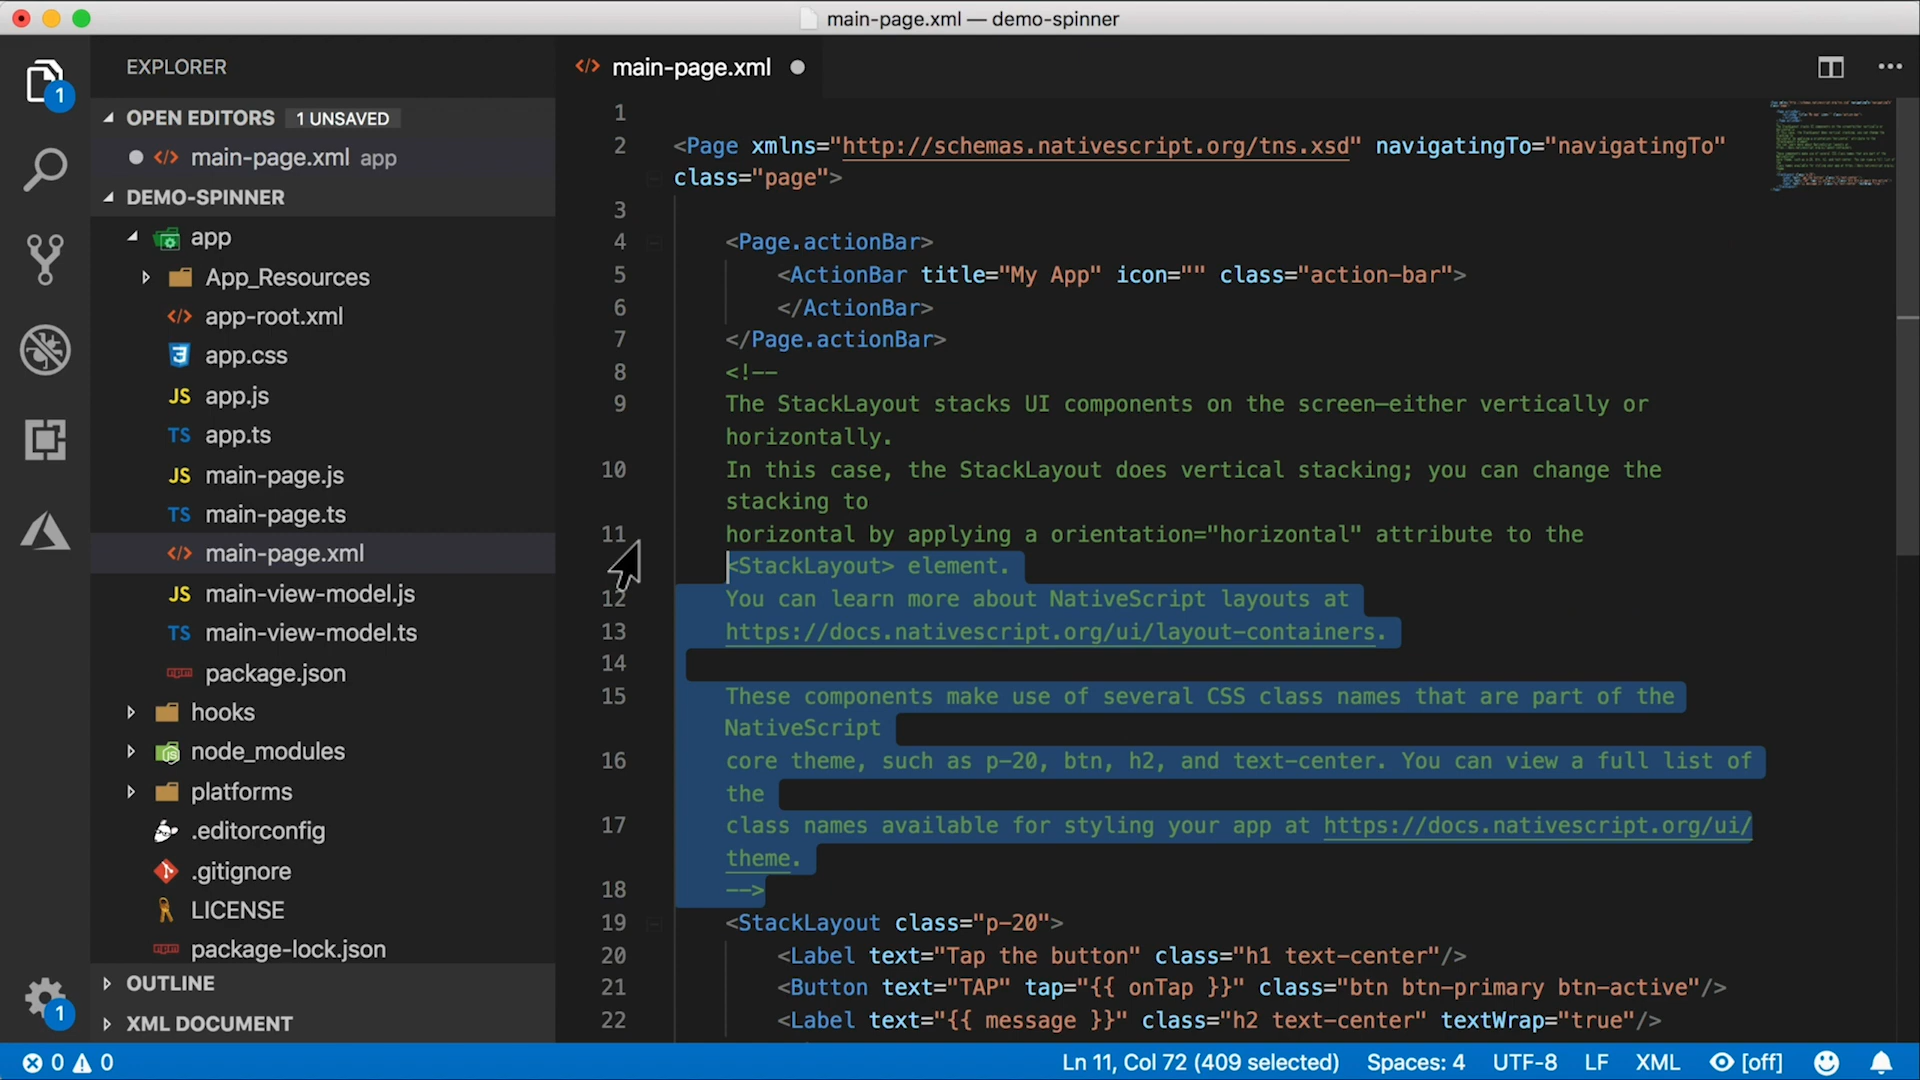 main-page.xml — demo-spinner
EXPLORER
OPEN EDITORS 1 UNSAVED
main-page.xml app
DEMO-SPINNER
app
App_Resources
app-root.xml
app.css
JS app.js
TS app.ts
JS main-page.js
TS main-page.ts
main-page.xml
JS main-view-model.js
TS main-view-model.ts
package.json
hooks
node_modules
platforms
.editorconfig
.gitignore
LICENSE
package-lock.json
OUTLINE
XML DOCUMENT
1
1
main-page.xml
1
2 <Page xmlns="http://schemas.nativescript.org/tns.xsd" navigatingTo="navigatingTo"
class="page">
3
4 <Page.actionBar>
5 <ActionBar title="My App" icon="" class="action-bar">
6 </ActionBar>
7 </Page.actionBar>
8 <!--
9 The StackLayout stacks UI components on the screen—either vertically or
horizontally.
10 In this case, the StackLayout does vertical stacking; you can change the
stacking to
11 horizontal by applying a orientation="horizontal" attribute to the
<StackLayout> element.
12 You can learn more about NativeScript layouts at
13 https://docs.nativescript.org/ui/layout-containers.
14
15 These components make use of several CSS class names that are part of the
NativeScript
16 core theme, such as p-20, btn, h2, and text-center. You can view a full list of
the
17 class names available for styling your app at https://docs.nativescript.org/ui/
theme.
18 -->
19 <StackLayout class="p-20">
20 <Label text="Tap the button" class="h1 text-center"/>
21 <Button text="TAP" tap="{{ onTap }}" class="btn btn-primary btn-active"/>
22 <Label text="{{ message }}" class="h2 text-center" textWrap="true"/>
0 0
Ln 11, Col 72 (409 selected) Spaces: 4 UTF-8 LF XML [off]